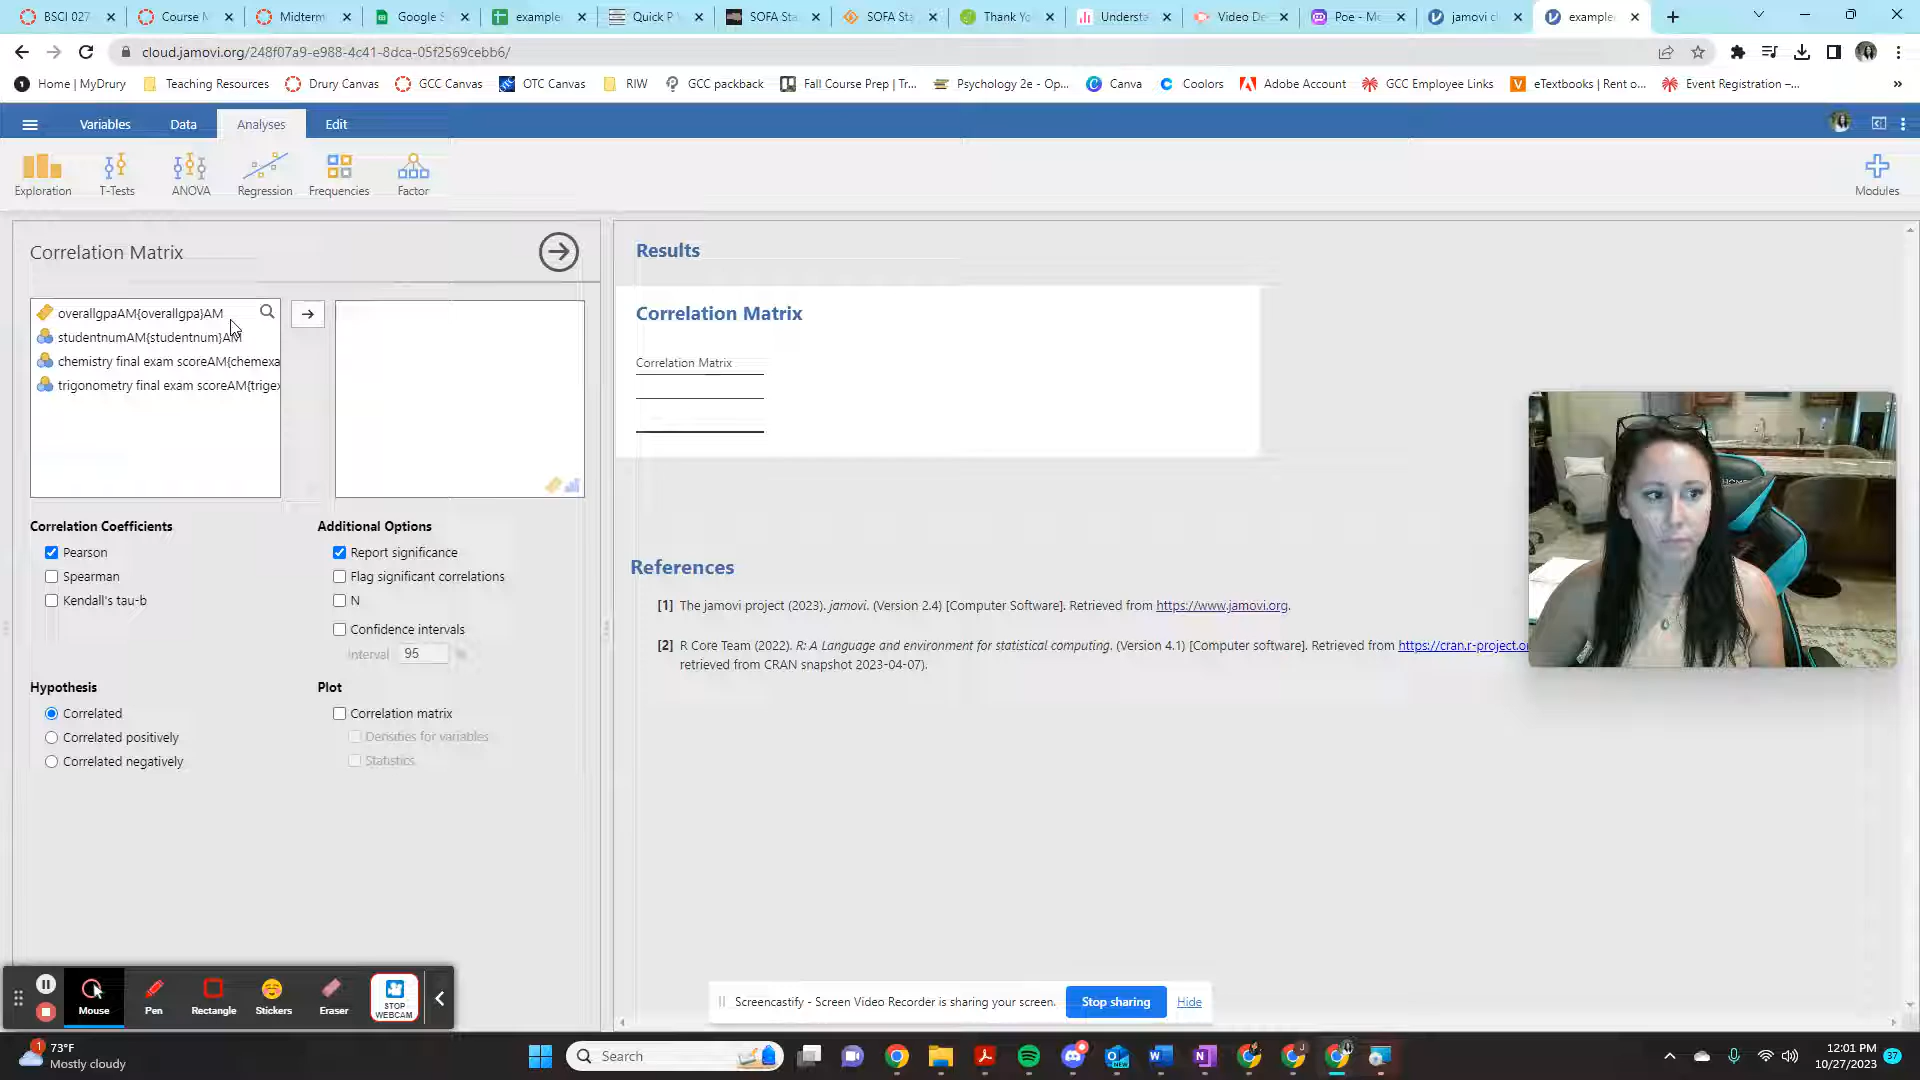 BSCI 027
Course M
Midterm
Google S
example
Quick P
SOFA Sta
SOFA Sta
Thank Yo
Understa
Video De
Poe - Mo
jamovi cl
example
cloud.jamovi.org/248f07a9-e988-4c41-8dca-05f2569cebb6/
Home | MyDrury
Teaching Resources
Drury Canvas
GCC Canvas
OTC Canvas
RIW
GCC packback
Fall Course Prep | Tr...
Psychology 2e - Op...
Canva
Coolors
Adobe Account
GCC Employee Links
eTextbooks | Rent o...
Event Registration –...
Variables
Data
Analyses
Edit
Exploration
T-Tests
ANOVA
Regression
Frequencies
Factor
Modules
Correlation Matrix
overallgpaAM{overallgpa}AM
studentnumAM{studentnum}AM
chemistry final exam scoreAM{chemexa
trigonometry final exam scoreAM{trigex
Correlation Coefficients
Pearson
Spearman
Kendall's tau-b
Additional Options
Report significance
Flag significant correlations
N
Confidence intervals
Interval 95 %
Hypothesis
Correlated
Correlated positively
Correlated negatively
Plot
Correlation matrix
Densities for variables
Statistics
Results
Correlation Matrix
Correlation Matrix
References
[1] The jamovi project (2023). jamovi. (Version 2.4) [Computer Software]. Retrieved from https://www.jamovi.org.
[2] R Core Team (2022). R: A Language and environment for statistical computing. (Version 4.1) [Computer software]. Retrieved from https://cran.r-project.o
retrieved from CRAN snapshot 2023-04-07).
Mouse
Pen
Rectangle
Stickers
Eraser
STOP
WEBCAM
Screencastify - Screen Video Recorder is sharing your screen.
Stop sharing
Hide
1
73°F
Mostly cloudy
Search
NEW
12:01 PM
10/27/2023
37